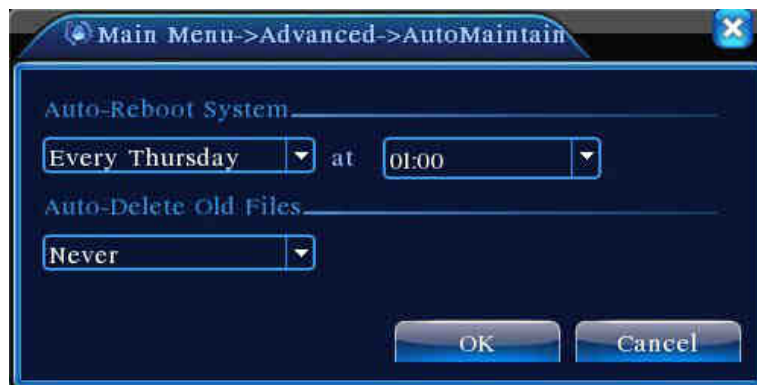 Main Menu->Advanced->AutoMaintain
Auto-Reboot System
Every Thursday at 01:00
Auto-Delete Old Files
Never
OK Cancel